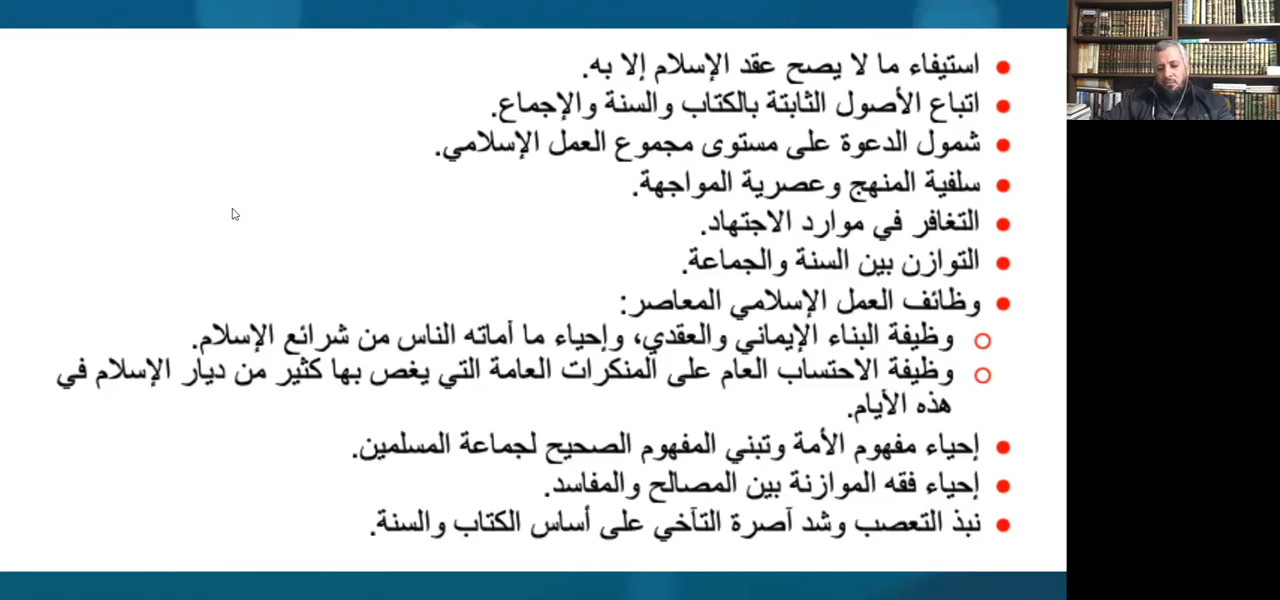 استيفاء ما لا يصح عقد الإسلام إلا به.
اتباع الأصول الثابتة بالكتاب والسنة والإجماع.
شمول الدعوة على مستوى مجموع العمل الإسلامي.
سلفية المنهج وعصرية المواجهة.
التغافر في موارد الاجتهاد.
التوازن بين السنة والجماعة.
وظائف العمل الإسلامي المعاصر:
وظيفة البناء الإيماني والعقدي، وإحياء ما أماته الناس من شرائع الإسلام.
وظيفة الاحتساب العام على المنكرات العامة التي يغص بها كثير من ديار الإسلام في
هذه الأيام.
إحياء مفهوم الأمة وتبني المفهوم الصحيح لجماعة المسلمين.
إحياء فقه الموازنة بين المصالح والمفاسد.
نبذ التعصب وشد آصرة التآخي على أساس الكتاب والسنة.